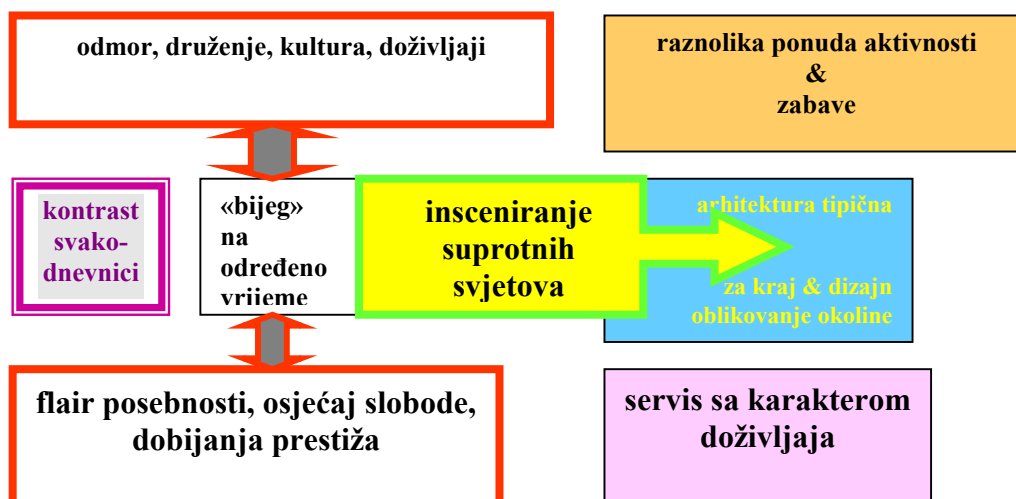 odmor, druženje, kultura, doživljaji
raznolika ponuda aktivnosti
&
zabave
kontrast
svako-
dnevnici
«bijeg»
na
određeno
vrijeme
insceniranje
suprotnih
svjetova
arhitektura tipična
za kraj & dizajn
oblikovanje okoline
flair posebnosti, osjećaj slobode,
dobijanja prestiža
servis sa karakterom
doživljaja